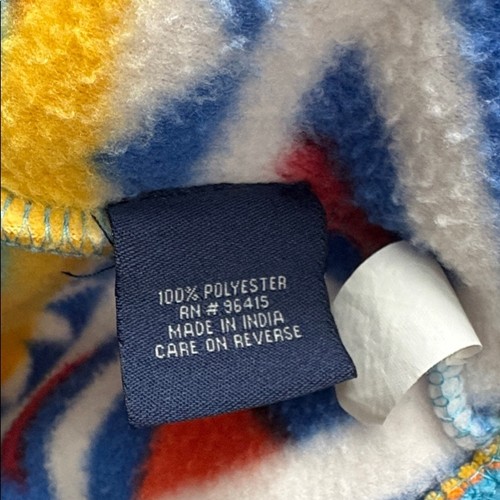 100% POLYESTER
RN # 96415
MADE IN INDIA
CARE ON REVERSE